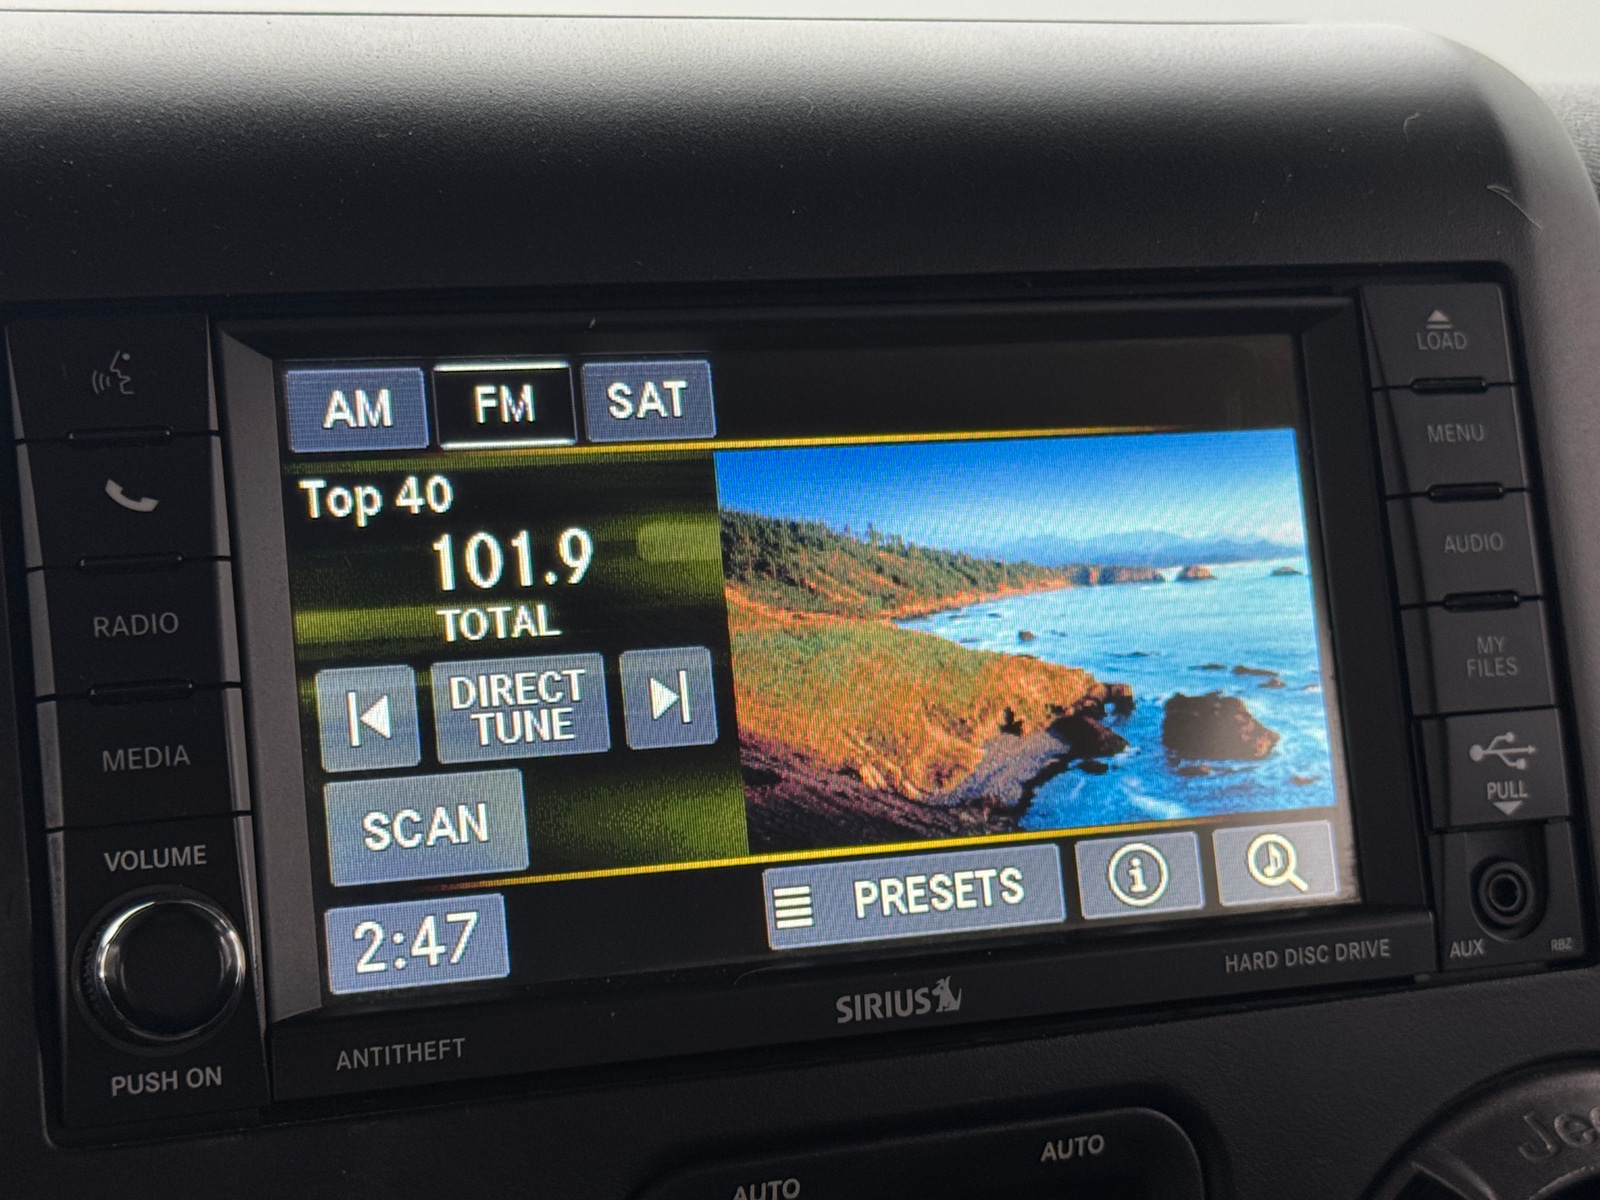 LOAD
AM FM SAT
MENU
Top 40
101.9
TOTAL
AUDIO
RADIO
DIRECT
TUNE
MY
FILES
MEDIA
SCAN
PULL
VOLUME
PRESETS
2:47
HARD DISC DRIVE
AUX
RBZ
SIRIUS
ANTITHEFT
PUSH ON
AUTO
AUTO